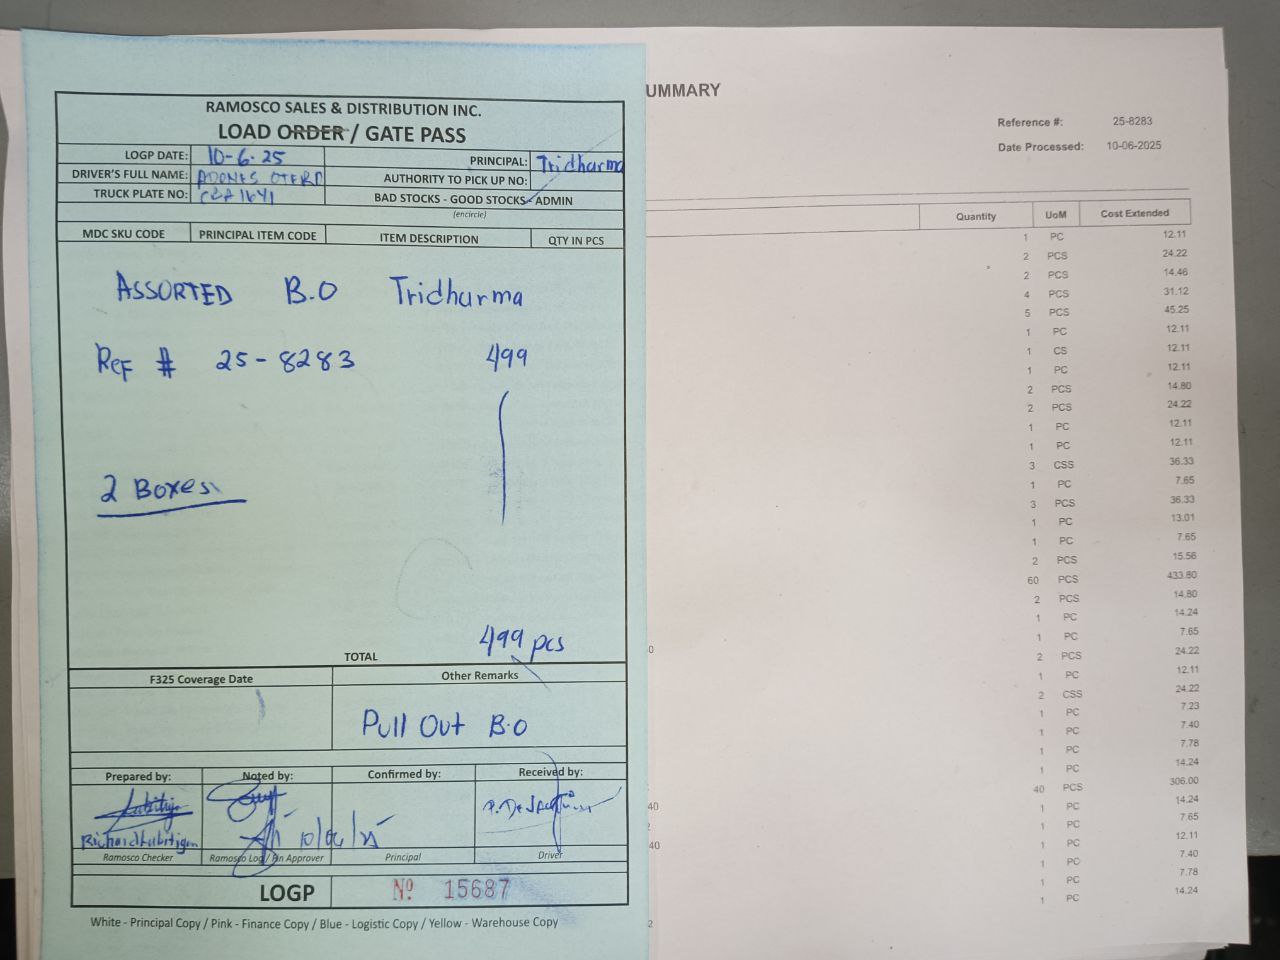 RAMOSCO SALES & DISTRIBUTION INC.
LOAD ORDER / GATE PASS
LOGP DATE: 10-6-25
PRINCIPAL: Tridharma
DRIVER'S FULL NAME: ADONES
AUTHORITY TO PICK UP NO:
TRUCK PLATE NO:
BAD STOCKS - GOOD STOCKS - ADMIN
(encircle)
MDC SKU CODE PRINCIPAL ITEM CODE ITEM DESCRIPTION QTY IN PCS
ASSORTED B.O Tridharma
Ref # 25-8283 499
2 Boxes
TOTAL 499 pcs
F325 Coverage Date Other Remarks
Pull Out B.O
Prepared by: Noted by: Confirmed by: Received by:
Richard Labitigan 10/06/25
Ramosco Checker Ramosco Log / Bin Approver Principal Driver
LOGP Nº 15687
White - Principal Copy / Pink - Finance Copy / Blue - Logistic Copy / Yellow - Warehouse Copy
UMMARY
Reference #: 25-8283
Date Processed: 10-06-2025
Quantity UoM Cost Extended
1 PC 12.11
2 PCS 24.22
2 PCS 14.46
4 PCS 31.12
5 PCS 45.25
1 PC 12.11
1 CS 12.11
1 PC 12.11
2 PCS 14.80
2 PCS 24.22
1 PC 12.11
1 PC 12.11
3 CSS 36.33
1 PC 7.65
3 PCS 36.33
1 PC 13.01
1 PC 7.65
2 PCS 15.56
60 PCS 433.80
2 PCS 14.80
1 PC 14.24
1 PC 7.65
2 PCS 24.22
1 PC 12.11
2 CSS 24.22
1 PC 7.23
1 PC 7.40
1 PC 7.78
1 PC 14.24
40 PCS 306.00
1 PC 14.24
1 PC 7.65
1 PC 12.11
1 PC 7.40
1 PC 7.78
1 PC 14.24